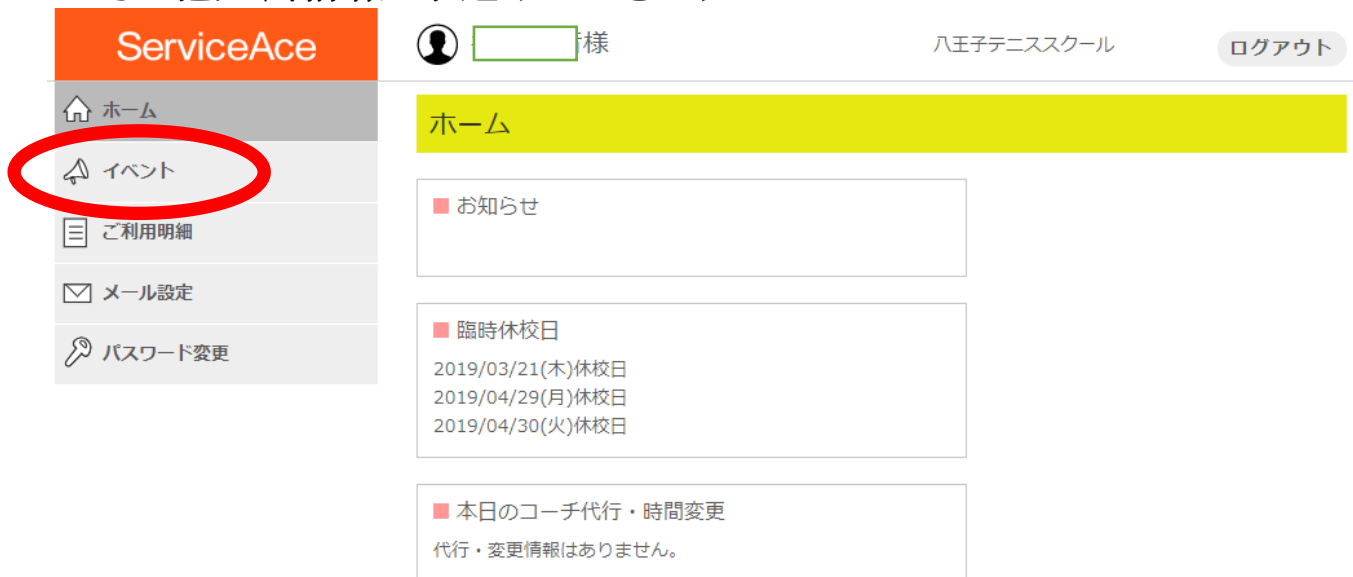 ServiceAce
様
八王子テニススクール
ログアウト
ホーム
イベント
ご利用明細
メール設定
パスワード変更
ホーム
■ お知らせ
■ 臨時休校日
2019/03/21(木)休校日
2019/04/29(月)休校日
2019/04/30(火)休校日
■ 本日のコーチ代行・時間変更
代行・変更情報はありません。